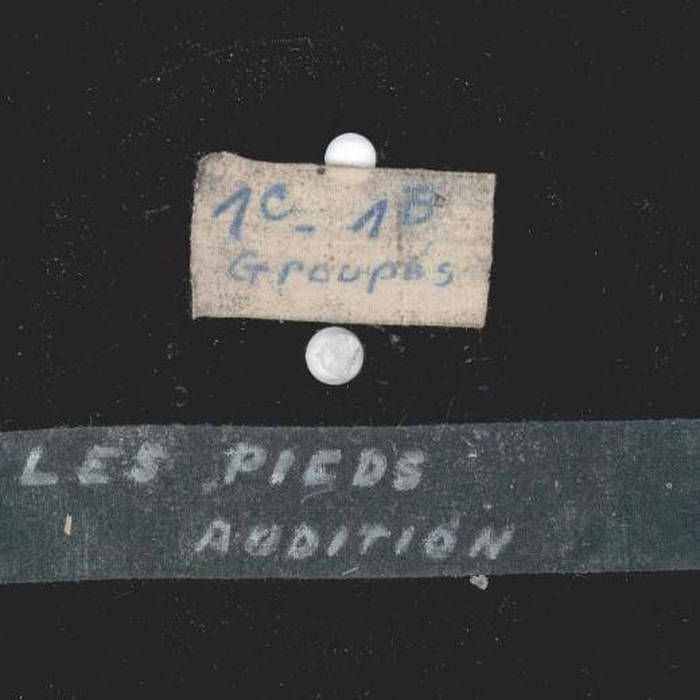 1C - 1B
Groupes
LES PIEDS
AUDITION